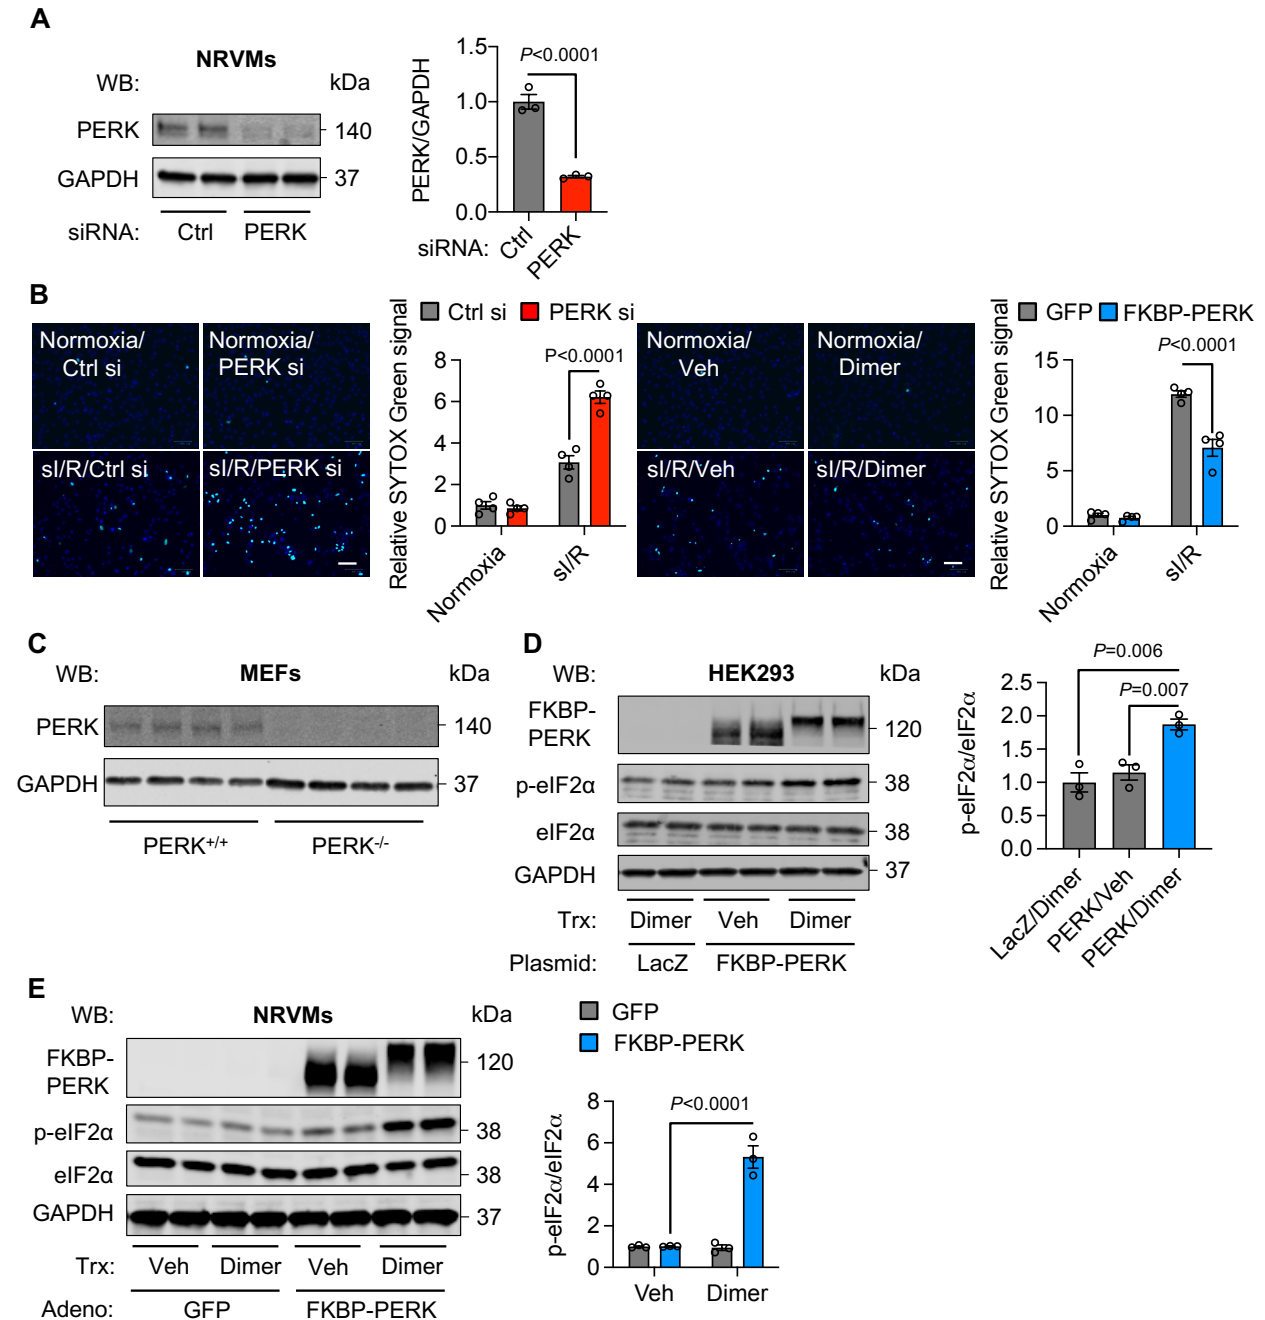 A
NRVMs
WB:
kDa
PERK
140
GAPDH
37
siRNA:
Ctrl
PERK
PERK/GAPDH
1.5
1.0
0.5
0.0
P<0.0001
siRNA:
Ctrl
PERK
B
Normoxia/
Ctrl si
Normoxia/
PERK si
sI/R/Ctrl si
sI/R/PERK si
Relative SYTOX Green signal
Ctrl si
PERK si
8
6
4
2
0
P<0.0001
Normoxia
sI/R
Normoxia/
Veh
Normoxia/
Dimer
sI/R/Veh
sI/R/Dimer
Relative SYTOX Green signal
GFP
FKBP-PERK
15
10
5
0
P<0.0001
Normoxia
sI/R
C
WB:
MEFs
kDa
PERK
140
GAPDH
37
PERK+/+
PERK-/-
D
WB:
HEK293
kDa
FKBP-
PERK
120
p-eIF2α
38
eIF2α
38
GAPDH
37
Trx:
Dimer
Veh
Dimer
Plasmid:
LacZ
FKBP-PERK
p-eIF2α/eIF2α
2.5
2.0
1.5
1.0
0.5
0.0
P=0.006
P=0.007
LacZ/Dimer
PERK/Veh
PERK/Dimer
E
WB:
NRVMs
kDa
FKBP-
PERK
120
p-eIF2α
38
eIF2α
38
GAPDH
37
Trx:
Veh
Dimer
Veh
Dimer
Adeno:
GFP
FKBP-PERK
GFP
FKBP-PERK
p-eIF2α/eIF2α
8
6
4
2
0
P<0.0001
Veh
Dimer